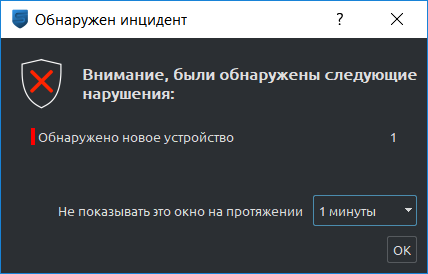 Обнаружен инцидент
Внимание, были обнаружены следующие
нарушения:
Обнаружено новое устройство 1
Не показывать это окно на протяжении 1 минуты
OK